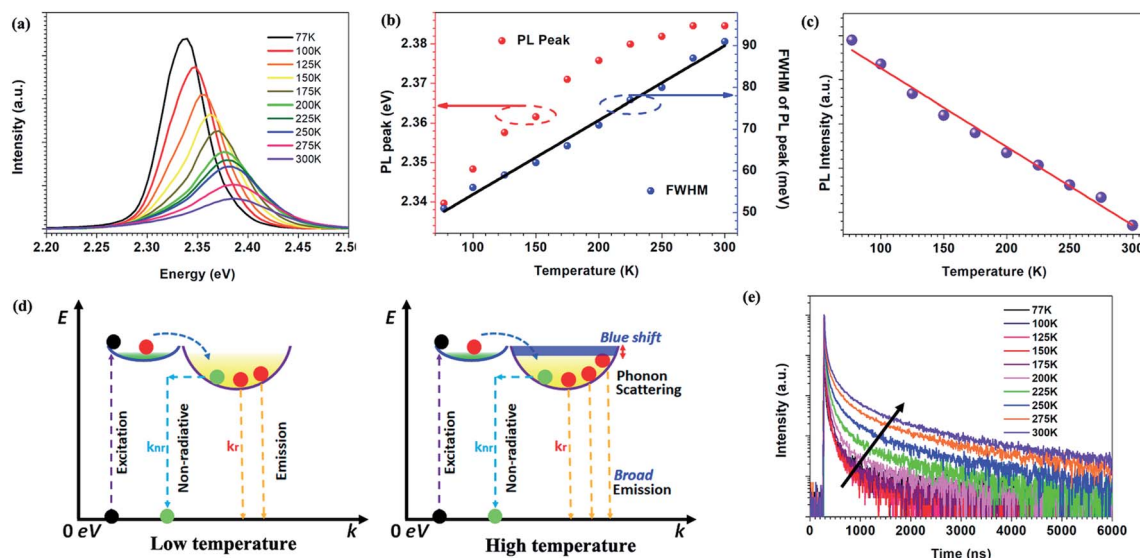 (a)
Intensity (a.u.)
77K
100K
125K
150K
175K
200K
225K
250K
275K
300K
2.20 2.25 2.30 2.35 2.40 2.45 2.50
Energy (eV)
(b)
PL peak (eV)
2.38
2.37
2.36
2.35
2.34
PL Peak
FWHM
90
80
70
60
50
FWHM of PL peak (meV)
100 150 200 250 300
Temperature (K)
(c)
PL Intensity (a.u.)
100 150 200 250 300
Temperature (K)
(d)
E
Excitation
knr
Non-radiative
kr
Emission
0 eV
k
Low temperature
E
Blue shift
Phonon
Scattering
Excitation
knr
Non-radiative
kr
Broad
Emission
0 eV
k
High temperature
(e)
Intensity (a.u.)
77K
100K
125K
150K
175K
200K
225K
250K
275K
300K
0 1000 2000 3000 4000 5000 6000
Time (ns)